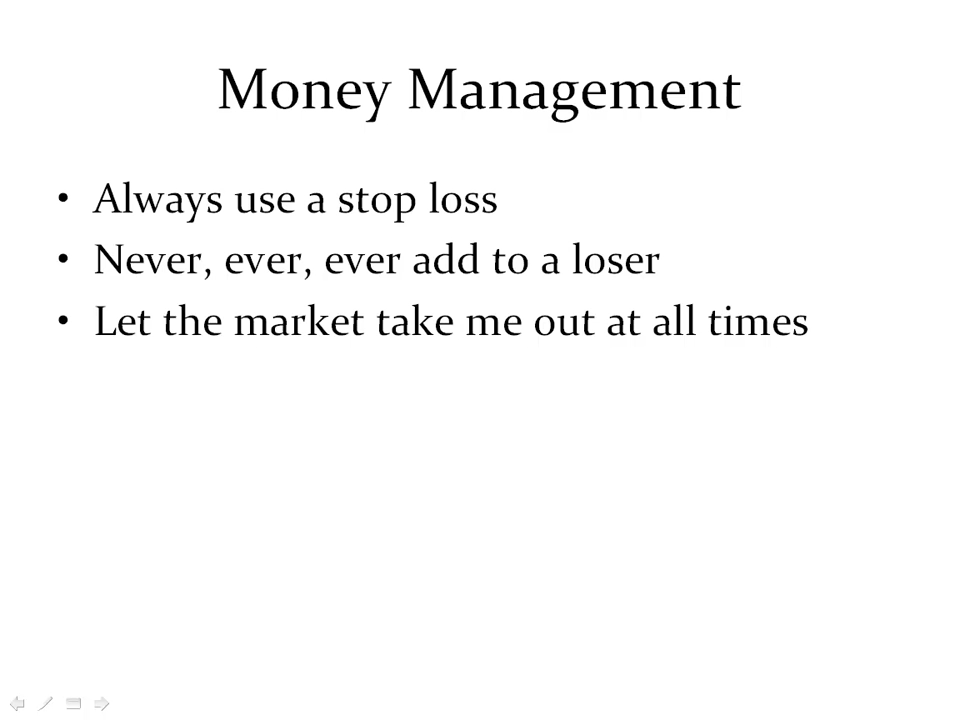 Money Management
• Always use a stop loss
• Never, ever, ever add to a loser
• Let the market take me out at all times